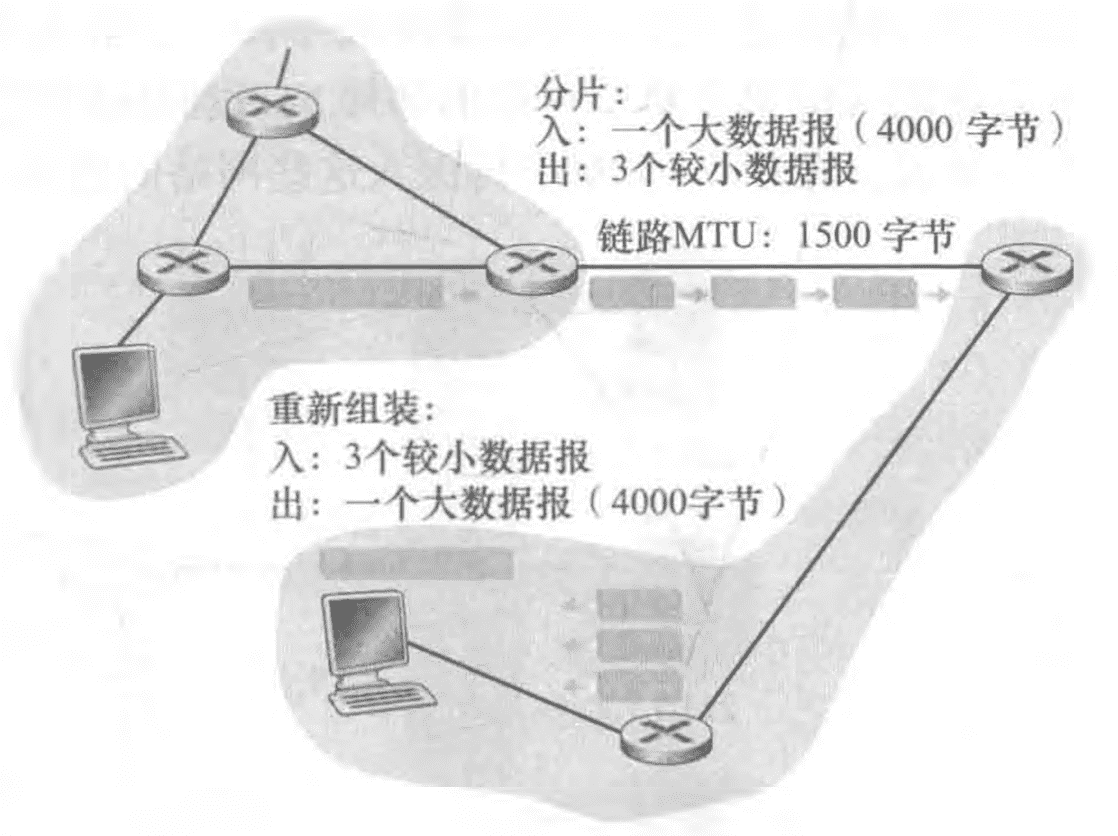 分片：
入：一个大数据报（4000 字节）
出：3个较小数据报
链路MTU：1500 字节
重新组装：
入：3个较小数据报
出：一个大数据报（4000字节）